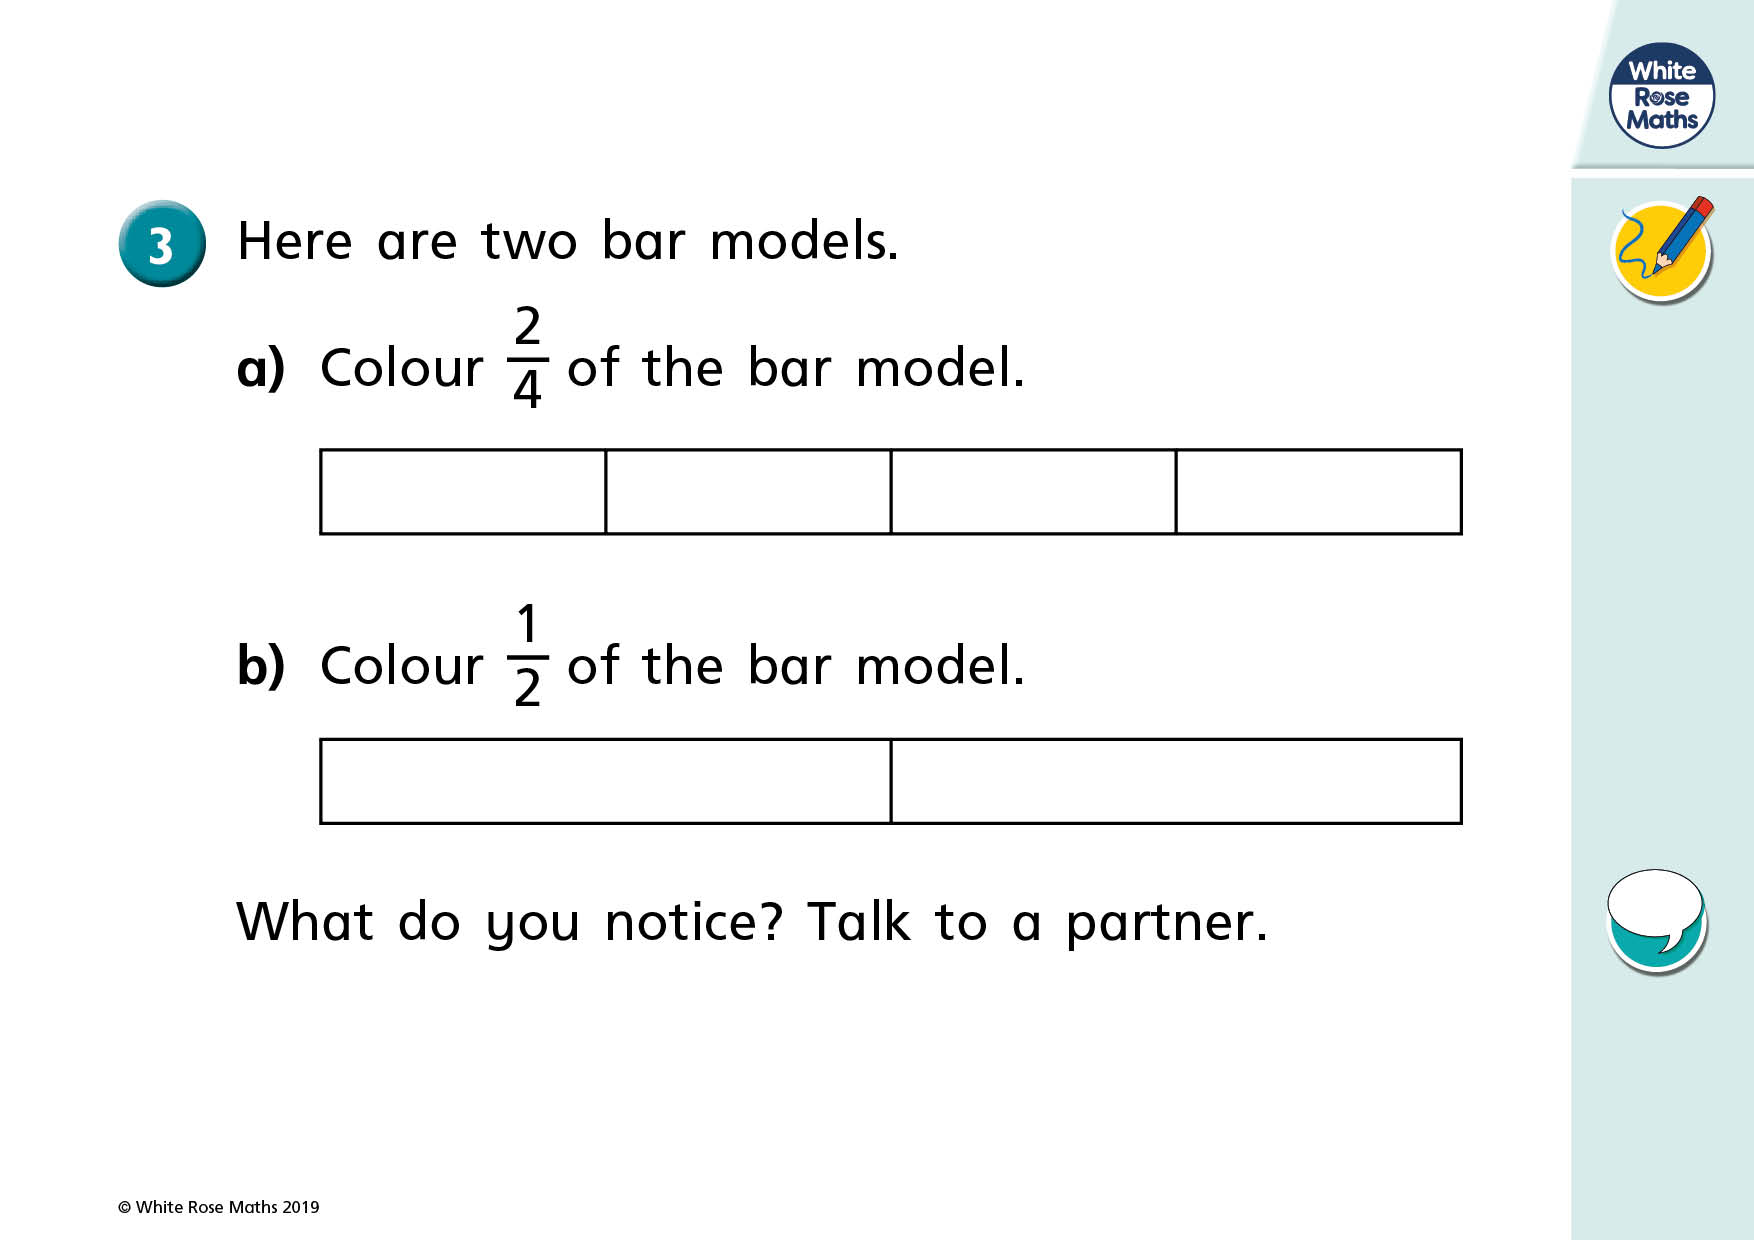 White
Rose
Maths
3 Here are two bar models.
a) Colour 2/4 of the bar model.
b) Colour 1/2 of the bar model.
What do you notice? Talk to a partner.
© White Rose Maths 2019